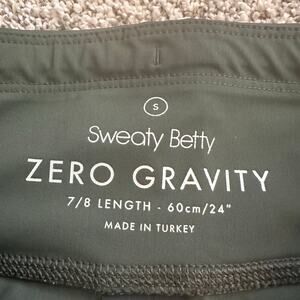 S
Sweaty Betty
ZERO GRAVITY
7/8 LENGTH - 60cm/24"
MADE IN TURKEY